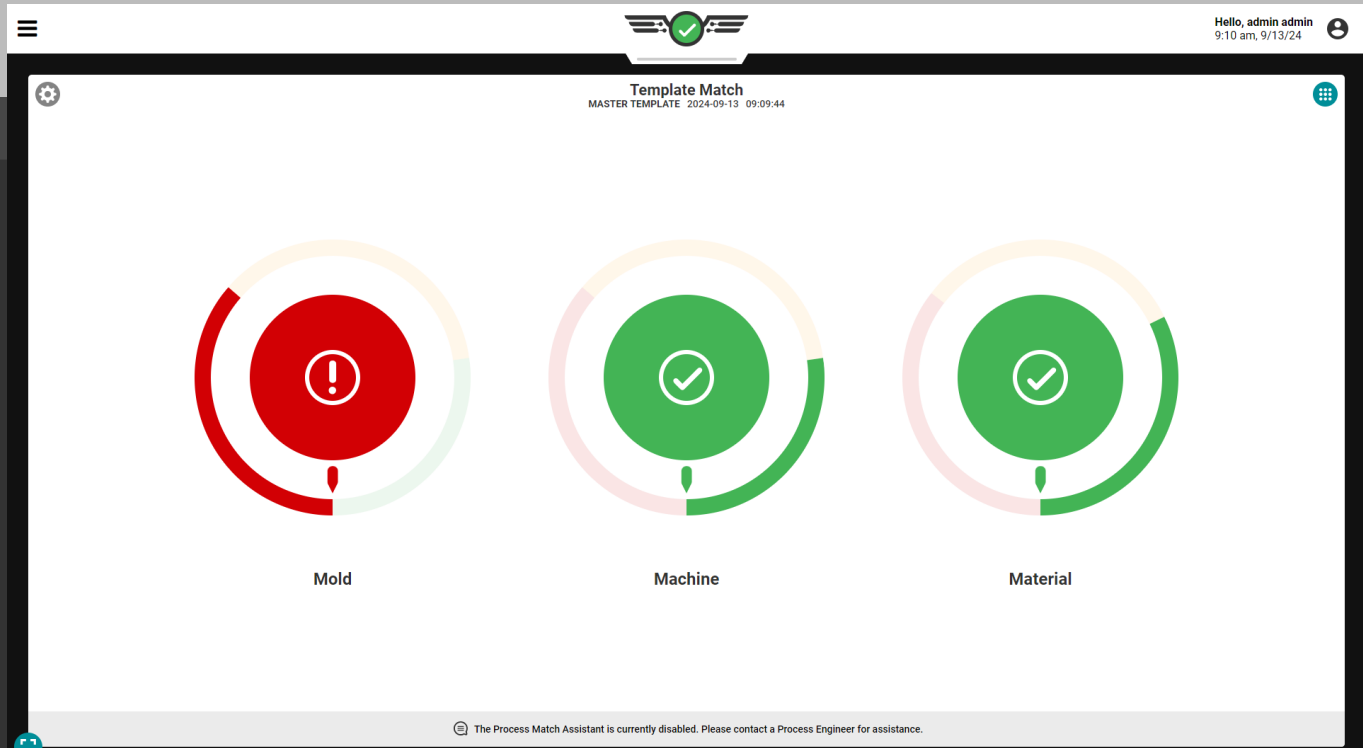 Hello, admin admin
9:10 am, 9/13/24
Template Match
MASTER TEMPLATE 2024-09-13 09:09:44
Mold
Machine
Material
The Process Match Assistant is currently disabled. Please contact a Process Engineer for assistance.